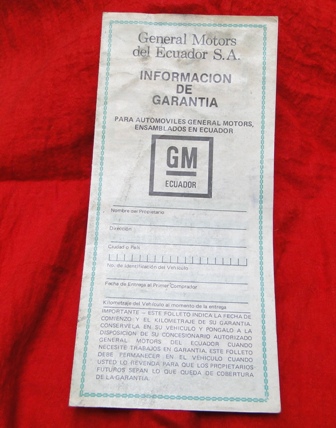 General Motors
del Ecuador S.A.
INFORMACION
DE
GARANTIA
PARA AUTOMOVILES GENERAL MOTORS,
ENSAMBLADOS EN ECUADOR
GM
ECUADOR
Nombre del Propietario
Dirección
Ciudad o País
No. de Identificación del Vehículo
Fecha de Entrega al Primer Comprador
Kilometraje del Vehículo al momento de la entrega
IMPORTANTE – ESTE FOLLETO INDICA LA FECHA DE
COMIENZO Y EL KILOMETRAJE DE SU GARANTIA.
CONSERVELA EN SU VEHICULO Y PONGALO A LA
DISPOSICION DE SU CONCESIONARIO AUTORIZADO
GENERAL MOTORS DEL ECUADOR CUANDO
NECESITE TRABAJOS EN GARANTIA, ESTE FOLLETO
DEBE PERMANECER EN EL VEHICULO CUANDO
USTED LO REVENDA PARA QUE LOS PROPIETARIOS
FUTUROS SEPAN LO QUE QUEDA DE COBERTURA
DE LA GARANTIA.